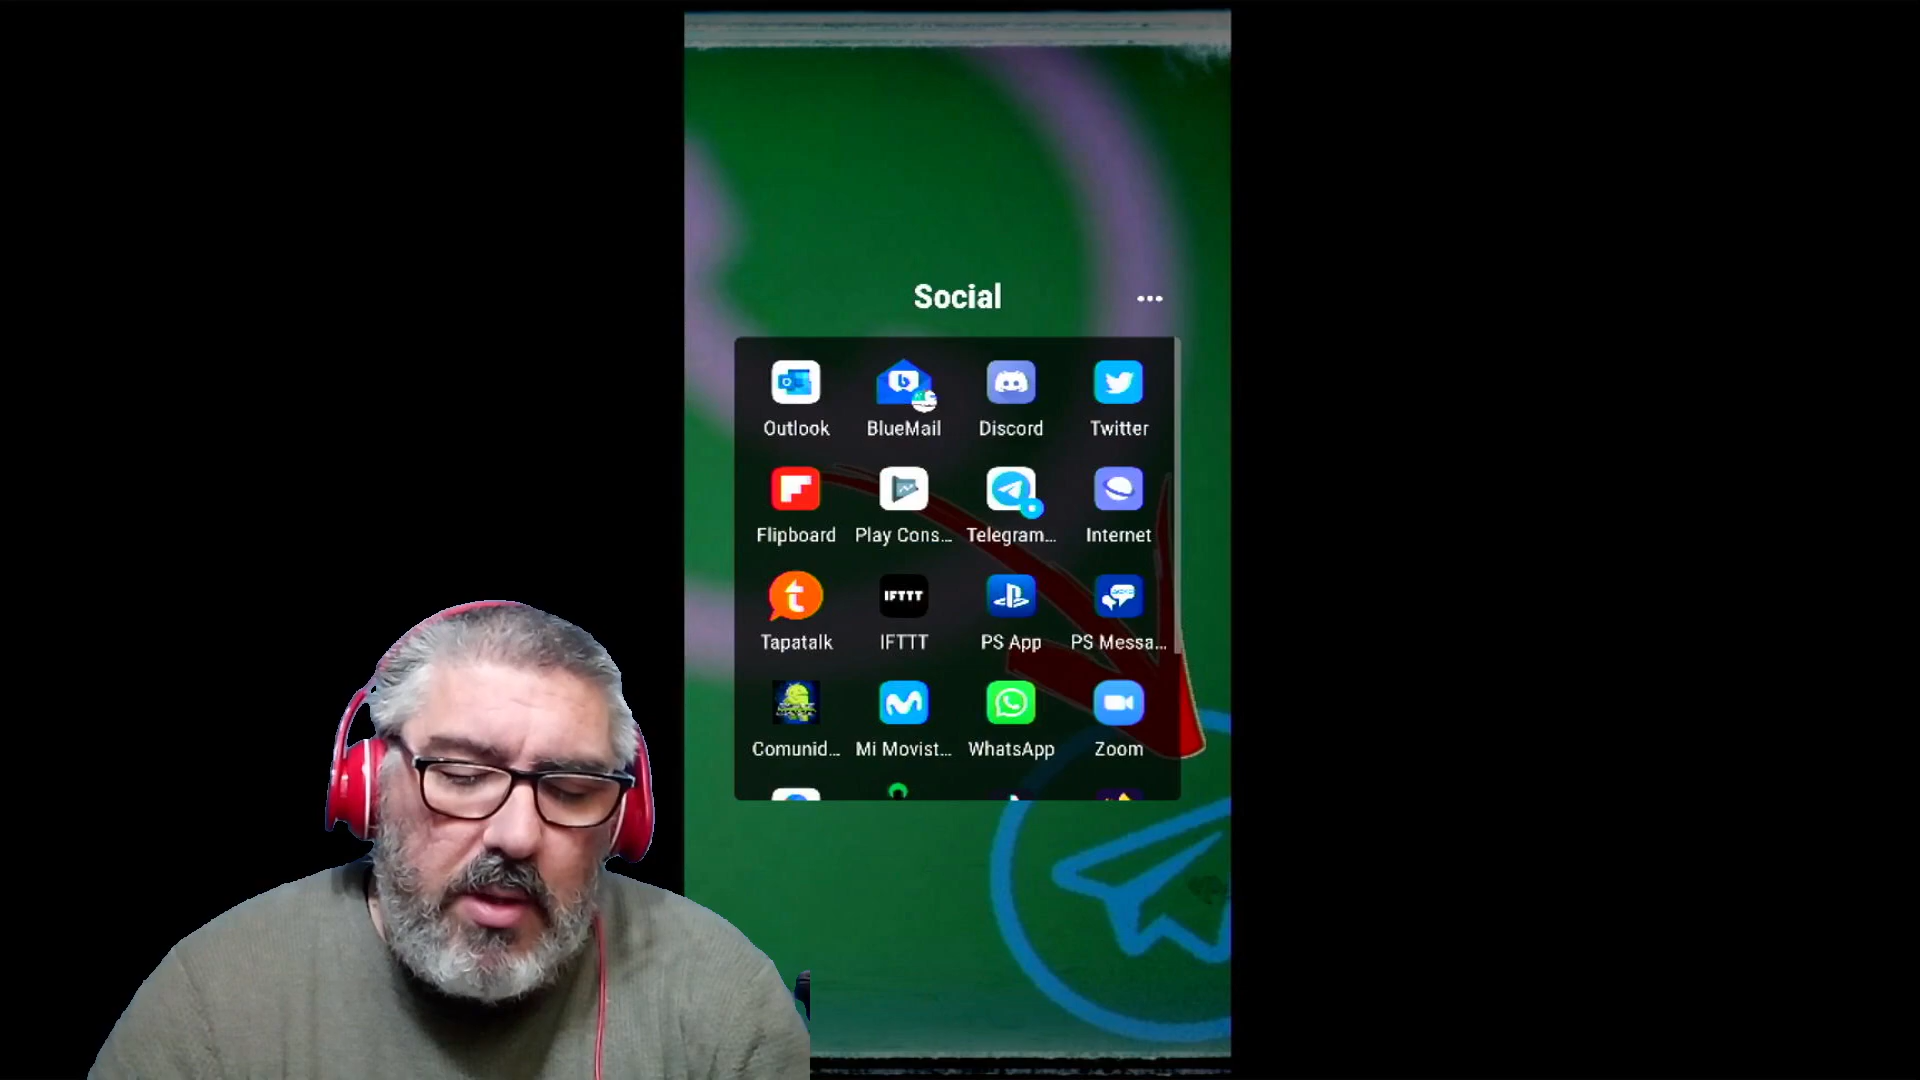 Social
Outlook BlueMail Discord Twitter
Flipboard Play Cons... Telegram... Internet
IFTTT
Tapatalk IFTTT PS App PS Messa...
Comunid... Mi Movist... WhatsApp Zoom